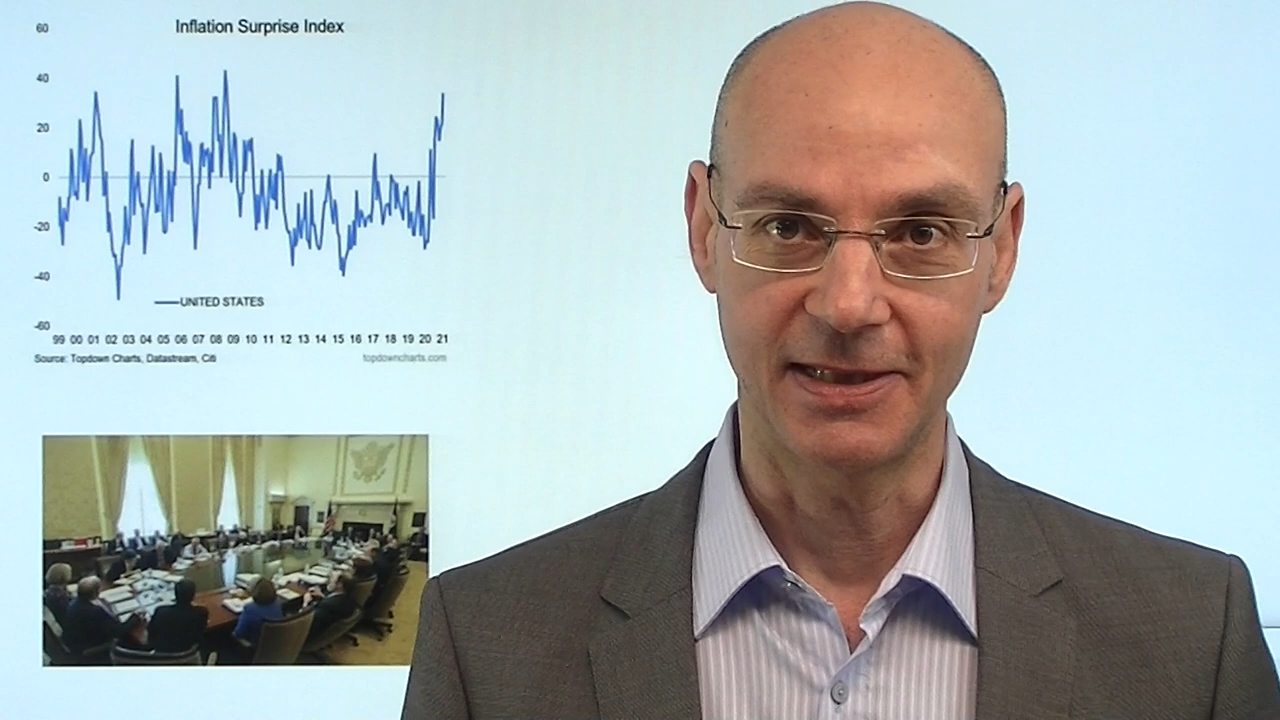 Inflation Surprise Index
60
40
20
0
-20
-40
-60
UNITED STATES
99 00 01 02 03 04 05 06 07 08 09 10 11 12 13 14 15 16 17 18 19 20 21
Source: Topdown Charts, Datastream, Citi
topdowncharts.com